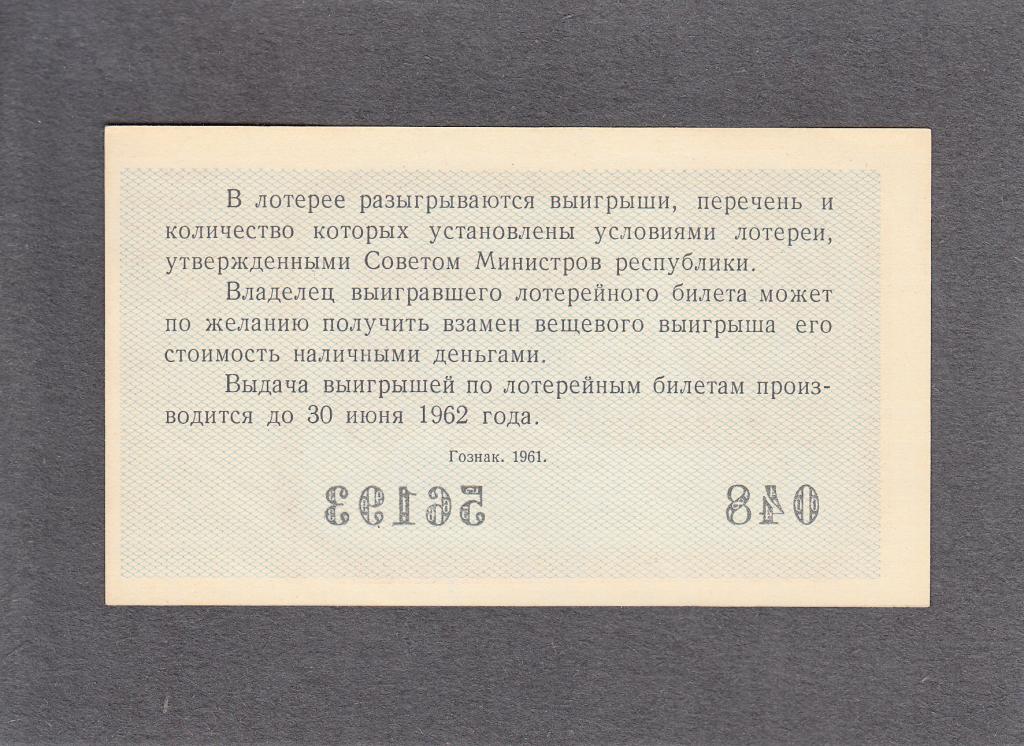 В лотерее разыгрываются выигрыши, перечень и
количество которых установлены условиями лотереи,
утвержденными Советом Министров республики.
Владелец выигравшего лотерейного билета может
по желанию получить взамен вещевого выигрыша его
стоимость наличными деньгами.
Выдача выигрышей по лотерейным билетам произ-
водится до 30 июня 1962 года.
Гознак. 1961.
56193 048